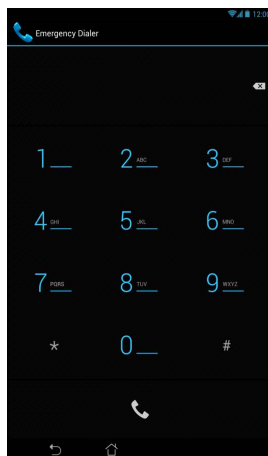 12:00
Emergency Dialer
1 2 ABC 3 DEF
4 GHI 5 JKL 6 MNO
7 PQRS 8 TUV 9 WXYZ
* 0 #